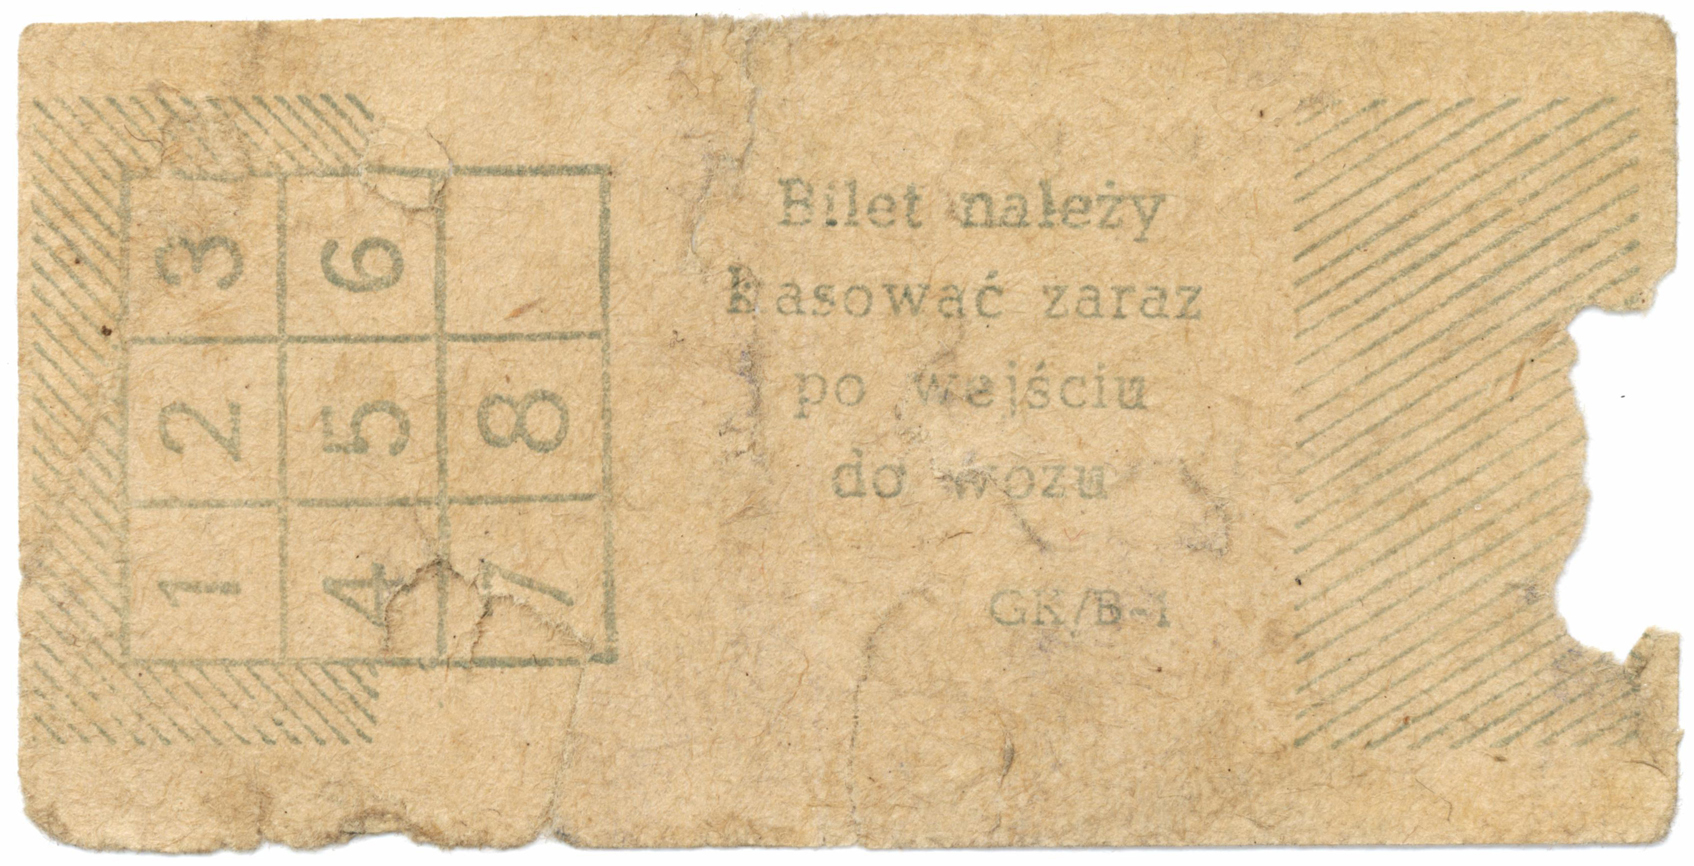 3 6
2 5 8
1 4 7
Bilet należy
kasować zaraz
po wejściu
do wozu
GK/B-1